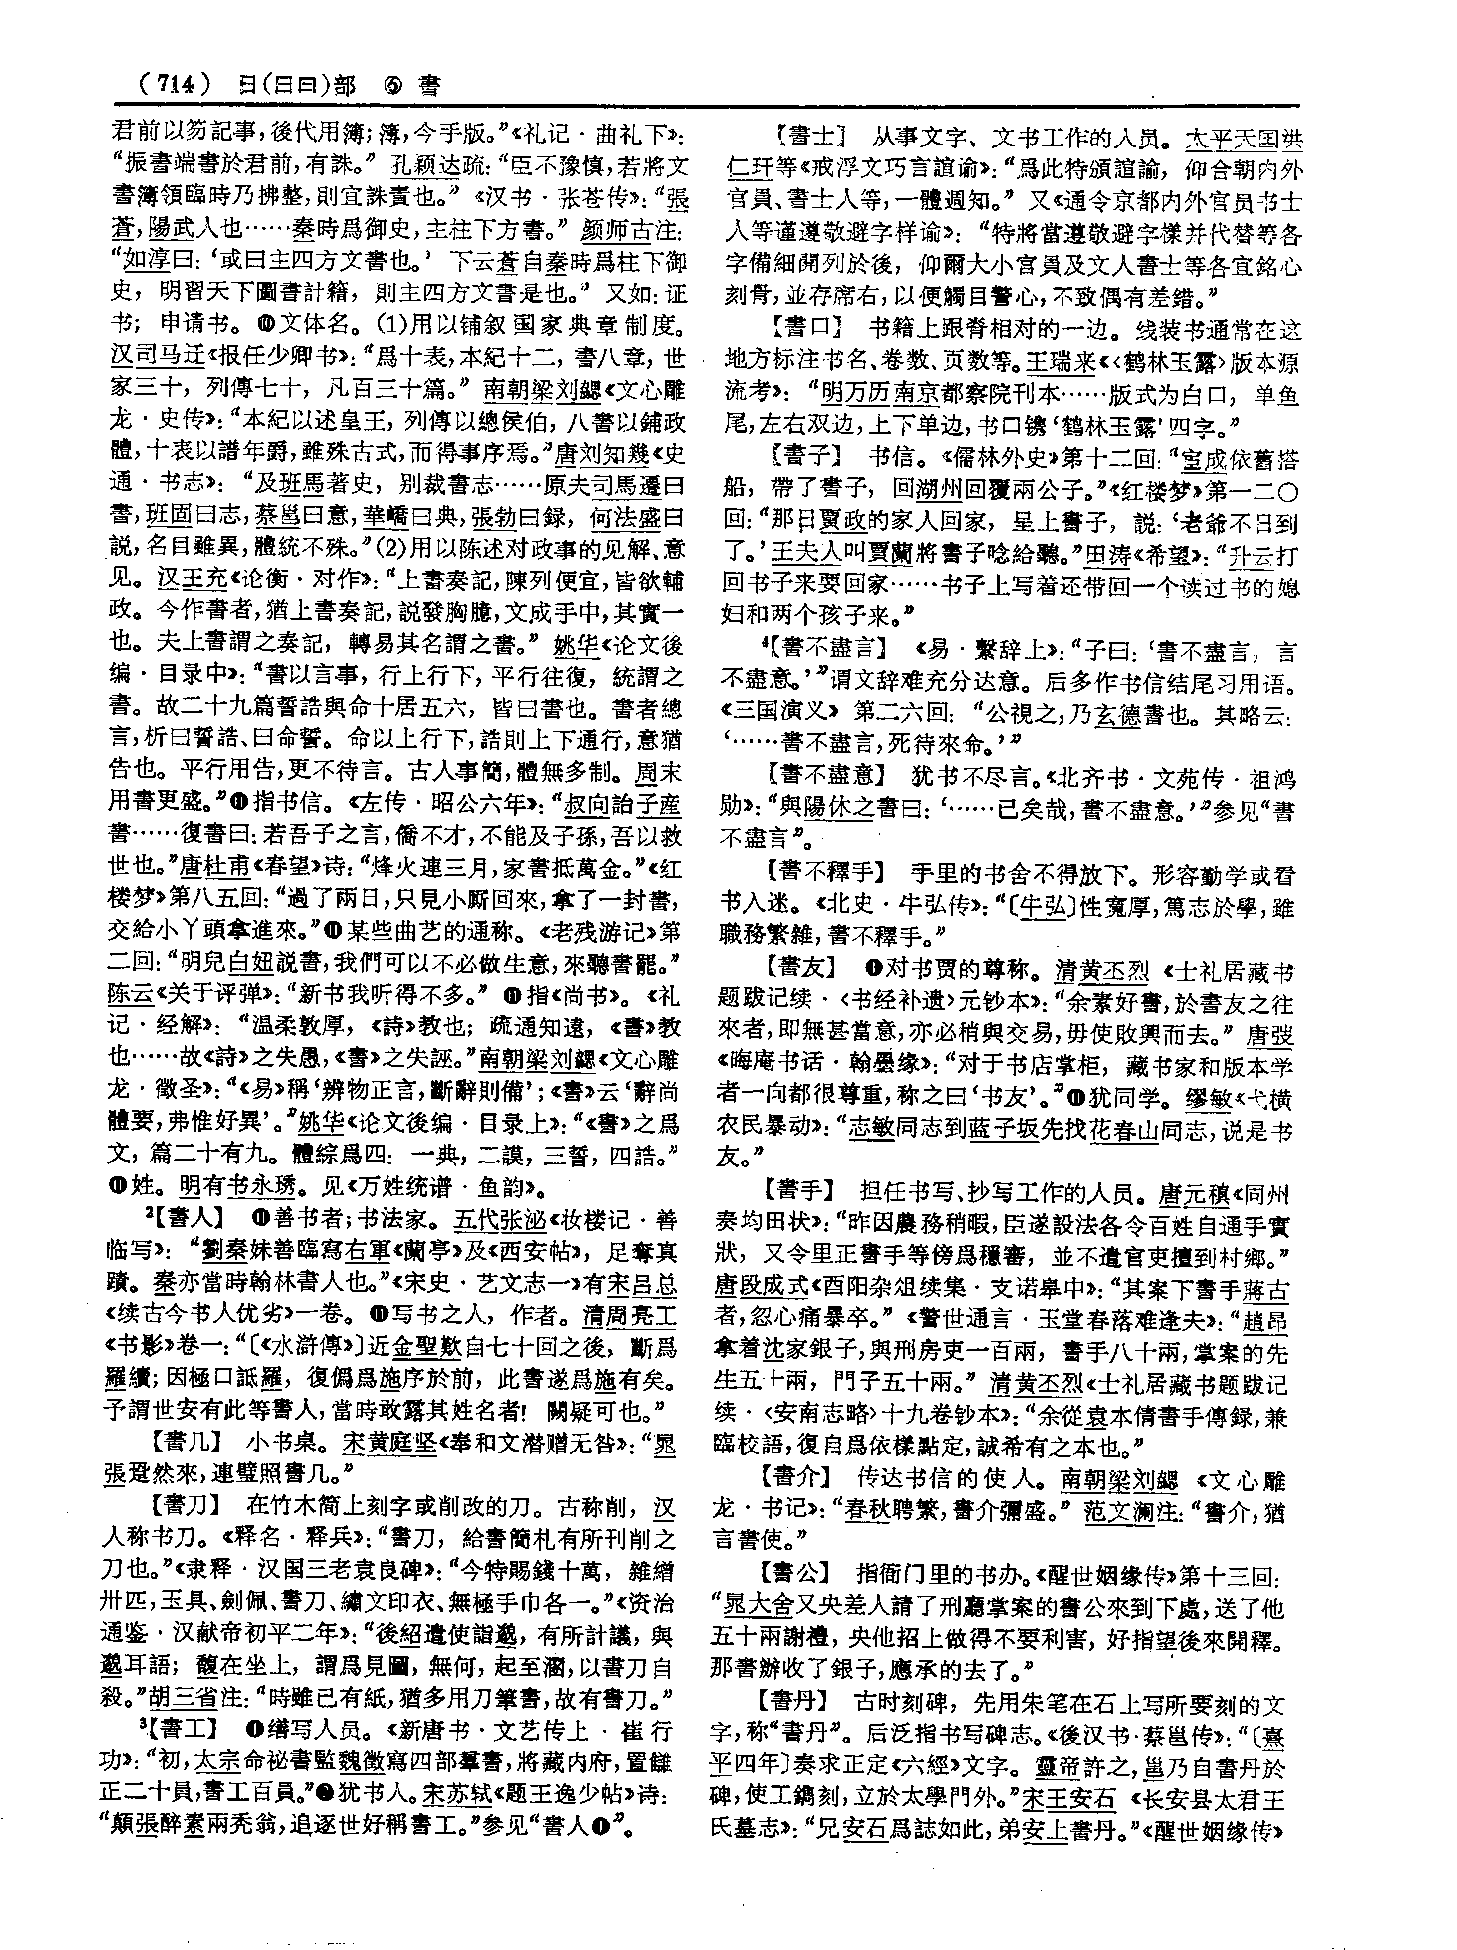 （714） 日(日曰)部 ⑥ 書
君前以笏記事，後代用簿；簿，今手版。”《礼记·曲礼下》：
“振書端書於君前，有誅。” 孔颖达疏：“臣不豫慎，若將文
書簿領臨時乃拂整，則宜誅責也。” 《汉书·张苍传》：“張
蒼，陽武人也……秦時爲御史，主柱下方書。” 颜师古注：
“如淳曰：‘或曰主四方文書也。’ 下云蒼自秦時爲柱下御
史，明習天下圖書計籍，則主四方文書是也。” 又如：证
书；申请书。⓾文体名。(1)用以铺叙国家典章制度。
汉司马迁《报任少卿书》：“爲十表，本紀十二，書八章，世
家三十，列傳七十，凡百三十篇。” 南朝梁刘勰《文心雕
龙·史传》：“本紀以述皇王，列傳以總侯伯，八書以鋪政
體，十表以譜年爵，雖殊古式，而得事序焉。”唐刘知幾《史
通·书志》：“及班馬著史，别裁書志……原夫司馬遷曰
書，班固曰志，蔡邕曰意，華嶠曰典，張勃曰録，何法盛曰
説，名目雖異，體統不殊。”(2)用以陈述对政事的见解、意
见。汉王充《论衡·对作》：“上書奏記，陳列便宜，皆欲輔
政。今作書者，猶上書奏記，説發胸臆，文成手中，其實一
也。夫上書謂之奏記，轉易其名謂之書。” 姚华《论文後
编·目录中》：“書以言事，行上行下，平行往復，統謂之
書。故二十九篇誓誥與命十居五六，皆曰書也。書者總
言，析曰誓誥、曰命誓。命以上行下，誥則上下通行，意猶
告也。平行用告，更不待言。古人事簡，體無多制。周末
用書更盛。”⓫指书信。《左传·昭公六年》：“叔向詒子産
書……復書曰：若吾子之言，僑不才，不能及子孫，吾以救
世也。”唐杜甫《春望》诗：“烽火連三月，家書抵萬金。”《红
楼梦》第八五回：“過了兩日，只見小厮回來，拿了一封書，
交給小丫頭拿進來。”⓬某些曲艺的通称。《老残游记》第
二回：“明兒白妞説書，我們可以不必做生意，來聽書罷。”
陈云《关于评弹》：“新书我听得不多。” ⓭指《尚书》。《礼
记·经解》：“温柔敦厚，《詩》教也；疏通知遠，《書》教
也……故《詩》之失愚，《書》之失誣。”南朝梁刘勰《文心雕
龙·徵圣》：“《易》稱‘辨物正言，斷辭則備’；《書》云‘辭尚
體要，弗惟好異’。”姚华《论文後编·目录上》：“《書》之爲
文，篇二十有九。體綜爲四：一典，二謨，三誓，四誥。”
⓮姓。明有书永琇。见《万姓统谱·鱼韵》。
²【書人】 ❶善书者；书法家。五代张泌《妆楼记·善
临写》：“劉秦妹善臨寫右軍《蘭亭》及《西安帖》，足奪真
蹟。秦亦當時翰林書人也。”《宋史·艺文志一》有宋吕总
《续古今书人优劣》一卷。❷写书之人，作者。清周亮工
《书影》卷一：“〔《水滸傳》〕近金聖歎自七十回之後，斷爲
羅續；因極口詆羅，復僞爲施序於前，此書遂爲施有矣。
予謂世安有此等書人，當時敢露其姓名者！闕疑可也。”
【書几】 小书桌。宋黄庭坚《奉和文潜赠无咎》：“晁
張跫然來，連璧照書几。”
【書刀】 在竹木简上刻字或削改的刀。古称削，汉
人称书刀。《释名·释兵》：“書刀，給書簡札有所刊削之
刀也。”《隶释·汉国三老袁良碑》：“今特賜錢十萬，雜繒
卅匹，玉具、劍佩、書刀、繡文印衣、無極手巾各一。”《资治
通鉴·汉献帝初平二年》：“後紹遣使詣邈，有所計議，與
邈耳語；馥在坐上，謂爲見圖，無何，起至溷，以書刀自
殺。”胡三省注：“時雖已有紙，猶多用刀筆書，故有書刀。”
³【書工】 ❶缮写人员。《新唐书·文艺传上·崔行
功》：“初，太宗命祕書監魏徵寫四部羣書，將藏内府，置讎
正二十員，書工百員。”❷犹书人。宋苏轼《题王逸少帖》诗：
“顛張醉素兩禿翁，追逐世好稱書工。”参见“書人❶”。
【書士】 从事文字、文书工作的人员。太平天囯洪
仁玕等《戒浮文巧言諠谕》：“爲此特頒諠諭，仰合朝内外
官員、書士人等，一體週知。” 又《通令京都内外官员书士
人等谨遵敬避字样谕》：“特將當遵敬避字樣并代替等各
字備細開列於後，仰爾大小官員及文人書士等各宜銘心
刻骨，並存席右，以便觸目警心，不致偶有差錯。”
【書口】 书籍上跟脊相对的一边。线装书通常在这
地方标注书名、卷数、页数等。王瑞来《〈鹤林玉露〉版本源
流考》：“明万历南京都察院刊本……版式为白口，单鱼
尾，左右双边，上下单边，书口镌‘鹤林玉露’四字。”
【書子】 书信。《儒林外史》第十二回：“宦成依舊搭
船，帶了書子，回湖州回覆兩公子。”《红楼梦》第一二〇
回：“那日賈政的家人回家，呈上書子，説：‘老爺不日到
了。’王夫人叫賈蘭將書子唸給聽。”田涛《希望》：“升云打
回书子来要回家……书子上写着还带回一个读过书的媳
妇和两个孩子来。”
⁴【書不盡言】 《易·繫辞上》：“子曰：‘書不盡言，言
不盡意。’”谓文辞难充分达意。后多作书信结尾习用语。
《三国演义》第二六回：“公視之，乃玄德書也。其略云：
‘……書不盡言，死待來命。’”
【書不盡意】 犹书不尽言。《北齐书·文苑传·祖鸿
勋》：“與陽休之書曰：‘……已矣哉，書不盡意。’”参见“書
不盡言”。
【書不釋手】 手里的书舍不得放下。形容勤学或看
书入迷。《北史·牛弘传》：“〔牛弘〕性寬厚，篤志於學，雖
職務繁雜，書不釋手。”
【書友】 ❶对书贾的尊称。清黄丕烈《士礼居藏书
题跋记续·〈书经补遗〉元钞本》：“余素好書，於書友之往
來者，即無甚當意，亦必稍與交易，毋使敗興而去。” 唐弢
《晦庵书话·翰墨缘》：“对于书店掌柜，藏书家和版本学
者一向都很尊重，称之曰‘书友’。”❷犹同学。缪敏《弋横
农民暴动》：“志敏同志到蓝子坂先找花春山同志，说是书
友。”
【書手】 担任书写、抄写工作的人员。唐元稹《同州
奏均田状》：“昨因農務稍暇，臣遂設法各令百姓自通手實
狀，又令里正書手等傍爲穩審，並不遣官吏擅到村鄉。”
唐段成式《酉阳杂俎续集·支诺皋中》：“其案下書手蔣古
者，忽心痛暴卒。” 《警世通言·玉堂春落难逢夫》：“趙昂
拿着沈家銀子，與刑房吏一百兩，書手八十兩，掌案的先
生五十兩，門子五十兩。” 清黄丕烈《士礼居藏书题跋记
续·〈安南志略〉十九卷钞本》：“余從袁本倩書手傳録，兼
臨校語，復自爲依樣點定，誠希有之本也。”
【書介】 传达书信的使人。南朝梁刘勰《文心雕
龙·书记》：“春秋聘繁，書介彌盛。” 范文澜注：“書介，猶
言書使。”
【書公】 指衙门里的书办。《醒世姻缘传》第十三回：
“晁大舍又央差人請了刑廳掌案的書公來到下處，送了他
五十兩謝禮，央他招上做得不要利害，好指望後來開釋。
那書辦收了銀子，應承的去了。”
【書丹】 古时刻碑，先用朱笔在石上写所要刻的文
字，称“書丹”。后泛指书写碑志。《後汉书·蔡邕传》：“〔熹
平四年〕奏求正定《六經》文字。靈帝許之，邕乃自書丹於
碑，使工鐫刻，立於太學門外。”宋王安石《长安县太君王
氏墓志》：“兄安石爲誌如此，弟安上書丹。”《醒世姻缘传》